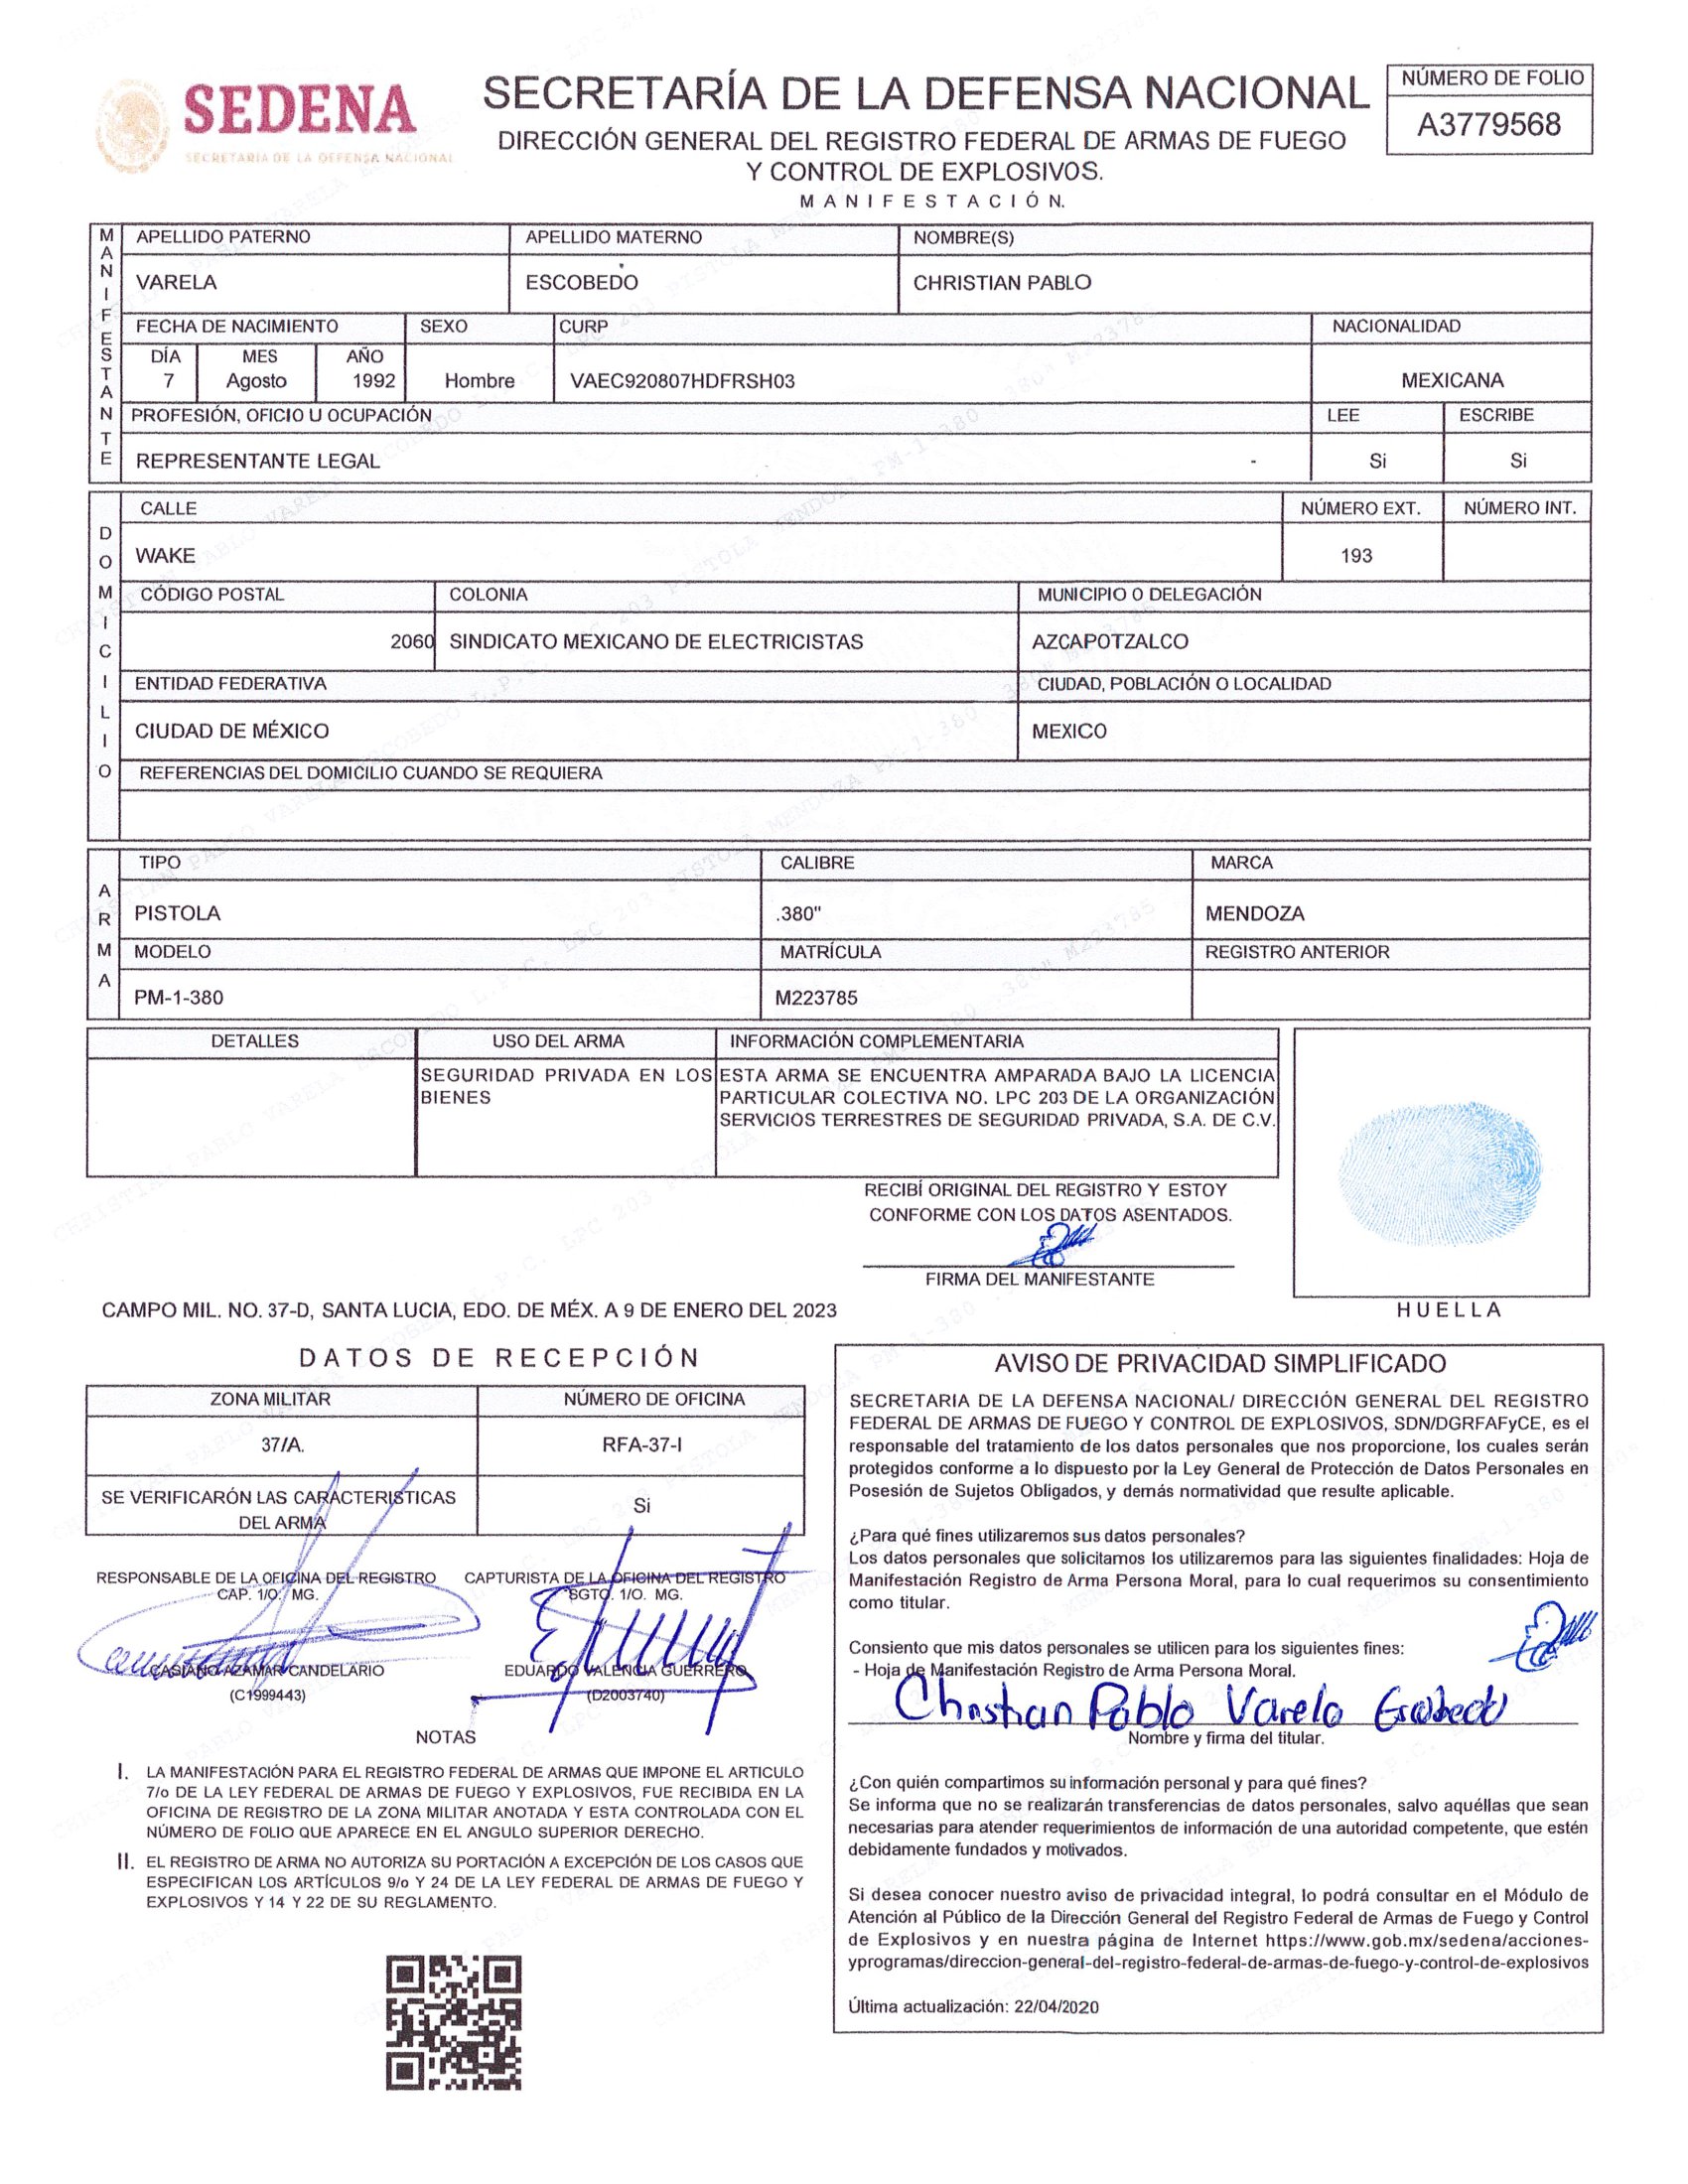 SEDENA
SECRETARÍA DE LA DEFENSA NACIONAL
SECRETARÍA DE LA DEFENSA NACIONAL
DIRECCIÓN GENERAL DEL REGISTRO FEDERAL DE ARMAS DE FUEGO
Y CONTROL DE EXPLOSIVOS.
MANIFESTACIÓN.
NÚMERO DE FOLIO
A3779568
MANIFESTANTE
APELLIDO PATERNO APELLIDO MATERNO NOMBRE(S)
VARELA ESCOBEDO CHRISTIAN PABLO
FECHA DE NACIMIENTO SEXO CURP NACIONALIDAD
DÍA MES AÑO
7 Agosto 1992 Hombre VAEC920807HDFRSH03 MEXICANA
PROFESIÓN, OFICIO U OCUPACIÓN LEE ESCRIBE
REPRESENTANTE LEGAL - Si Si
DOMICILIO
CALLE NÚMERO EXT. NÚMERO INT.
WAKE 193
CÓDIGO POSTAL COLONIA MUNICIPIO O DELEGACIÓN
2060 SINDICATO MEXICANO DE ELECTRICISTAS AZCAPOTZALCO
ENTIDAD FEDERATIVA CIUDAD, POBLACIÓN O LOCALIDAD
CIUDAD DE MÉXICO MEXICO
REFERENCIAS DEL DOMICILIO CUANDO SE REQUIERA
ARMA
TIPO CALIBRE MARCA
PISTOLA .380" MENDOZA
MODELO MATRÍCULA REGISTRO ANTERIOR
PM-1-380 M223785
DETALLES USO DEL ARMA INFORMACIÓN COMPLEMENTARIA
SEGURIDAD PRIVADA EN LOS BIENES
ESTA ARMA SE ENCUENTRA AMPARADA BAJO LA LICENCIA
PARTICULAR COLECTIVA NO. LPC 203 DE LA ORGANIZACIÓN
SERVICIOS TERRESTRES DE SEGURIDAD PRIVADA, S.A. DE C.V.
RECIBÍ ORIGINAL DEL REGISTRO Y ESTOY
CONFORME CON LOS DATOS ASENTADOS.
FIRMA DEL MANIFESTANTE
HUELLA
CAMPO MIL. NO. 37-D, SANTA LUCIA, EDO. DE MÉX. A 9 DE ENERO DEL 2023
DATOS DE RECEPCIÓN
ZONA MILITAR NÚMERO DE OFICINA
37/A. RFA-37-I
SE VERIFICARÓN LAS CARACTERISTICAS
DEL ARMA
Si
RESPONSABLE DE LA OFICINA DEL REGISTRO
CAP. 1/O. MG.
CASIANO AZAMAR CANDELARIO
(C1999443)
CAPTURISTA DE LA OFICINA DEL REGISTRO
SGTO. 1/O. MG.
EDUARDO VALENCIA GUERRERO
(D2003740)
NOTAS
I. LA MANIFESTACIÓN PARA EL REGISTRO FEDERAL DE ARMAS QUE IMPONE EL ARTICULO
7/o DE LA LEY FEDERAL DE ARMAS DE FUEGO Y EXPLOSIVOS, FUE RECIBIDA EN LA
OFICINA DE REGISTRO DE LA ZONA MILITAR ANOTADA Y ESTA CONTROLADA CON EL
NÚMERO DE FOLIO QUE APARECE EN EL ANGULO SUPERIOR DERECHO.
II. EL REGISTRO DE ARMA NO AUTORIZA SU PORTACIÓN A EXCEPCIÓN DE LOS CASOS QUE
ESPECIFICAN LOS ARTÍCULOS 9/o Y 24 DE LA LEY FEDERAL DE ARMAS DE FUEGO Y
EXPLOSIVOS Y 14 Y 22 DE SU REGLAMENTO.
AVISO DE PRIVACIDAD SIMPLIFICADO
SECRETARIA DE LA DEFENSA NACIONAL/ DIRECCIÓN GENERAL DEL REGISTRO
FEDERAL DE ARMAS DE FUEGO Y CONTROL DE EXPLOSIVOS, SDN/DGRFAFyCE, es el
responsable del tratamiento de los datos personales que nos proporcione, los cuales serán
protegidos conforme a lo dispuesto por la Ley General de Protección de Datos Personales en
Posesión de Sujetos Obligados, y demás normatividad que resulte aplicable.
¿Para qué fines utilizaremos sus datos personales?
Los datos personales que solicitamos los utilizaremos para las siguientes finalidades: Hoja de
Manifestación Registro de Arma Persona Moral, para lo cual requerimos su consentimiento
como titular.
Consiento que mis datos personales se utilicen para los siguientes fines:
- Hoja de Manifestación Registro de Arma Persona Moral.
Christian Pablo Varela Escobedo
Nombre y firma del titular.
¿Con quién compartimos su información personal y para qué fines?
Se informa que no se realizarán transferencias de datos personales, salvo aquéllas que sean
necesarias para atender requerimientos de información de una autoridad competente, que estén
debidamente fundados y motivados.
Si desea conocer nuestro aviso de privacidad integral, lo podrá consultar en el Módulo de
Atención al Público de la Dirección General del Registro Federal de Armas de Fuego y Control
de Explosivos y en nuestra página de Internet https://www.gob.mx/sedena/acciones-
yprogramas/direccion-general-del-registro-federal-de-armas-de-fuego-y-control-de-explosivos
Última actualización: 22/04/2020